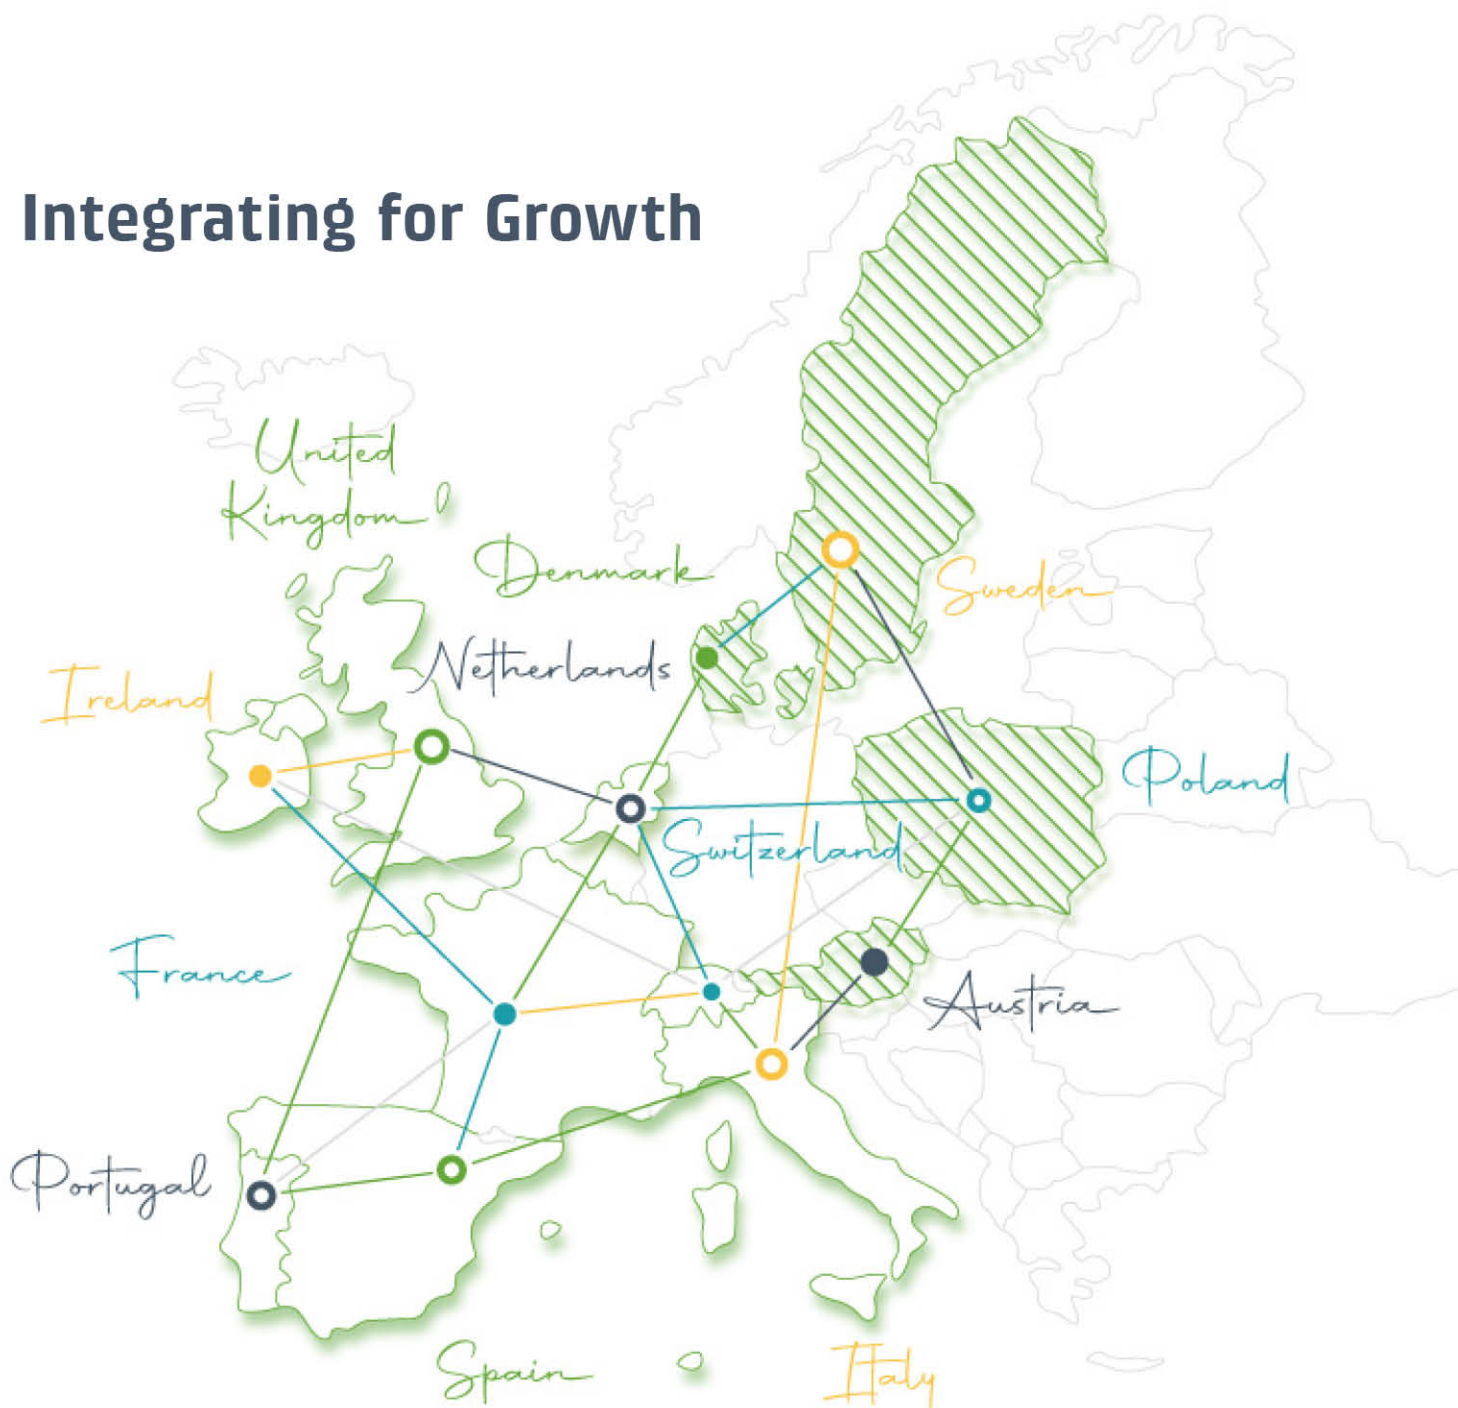 Integrating for Growth
United
Kingdom
Denmark
Sweden
Netherlands
Ireland
Poland
Switzerland
France
Austria
Portugal
Spain
Italy